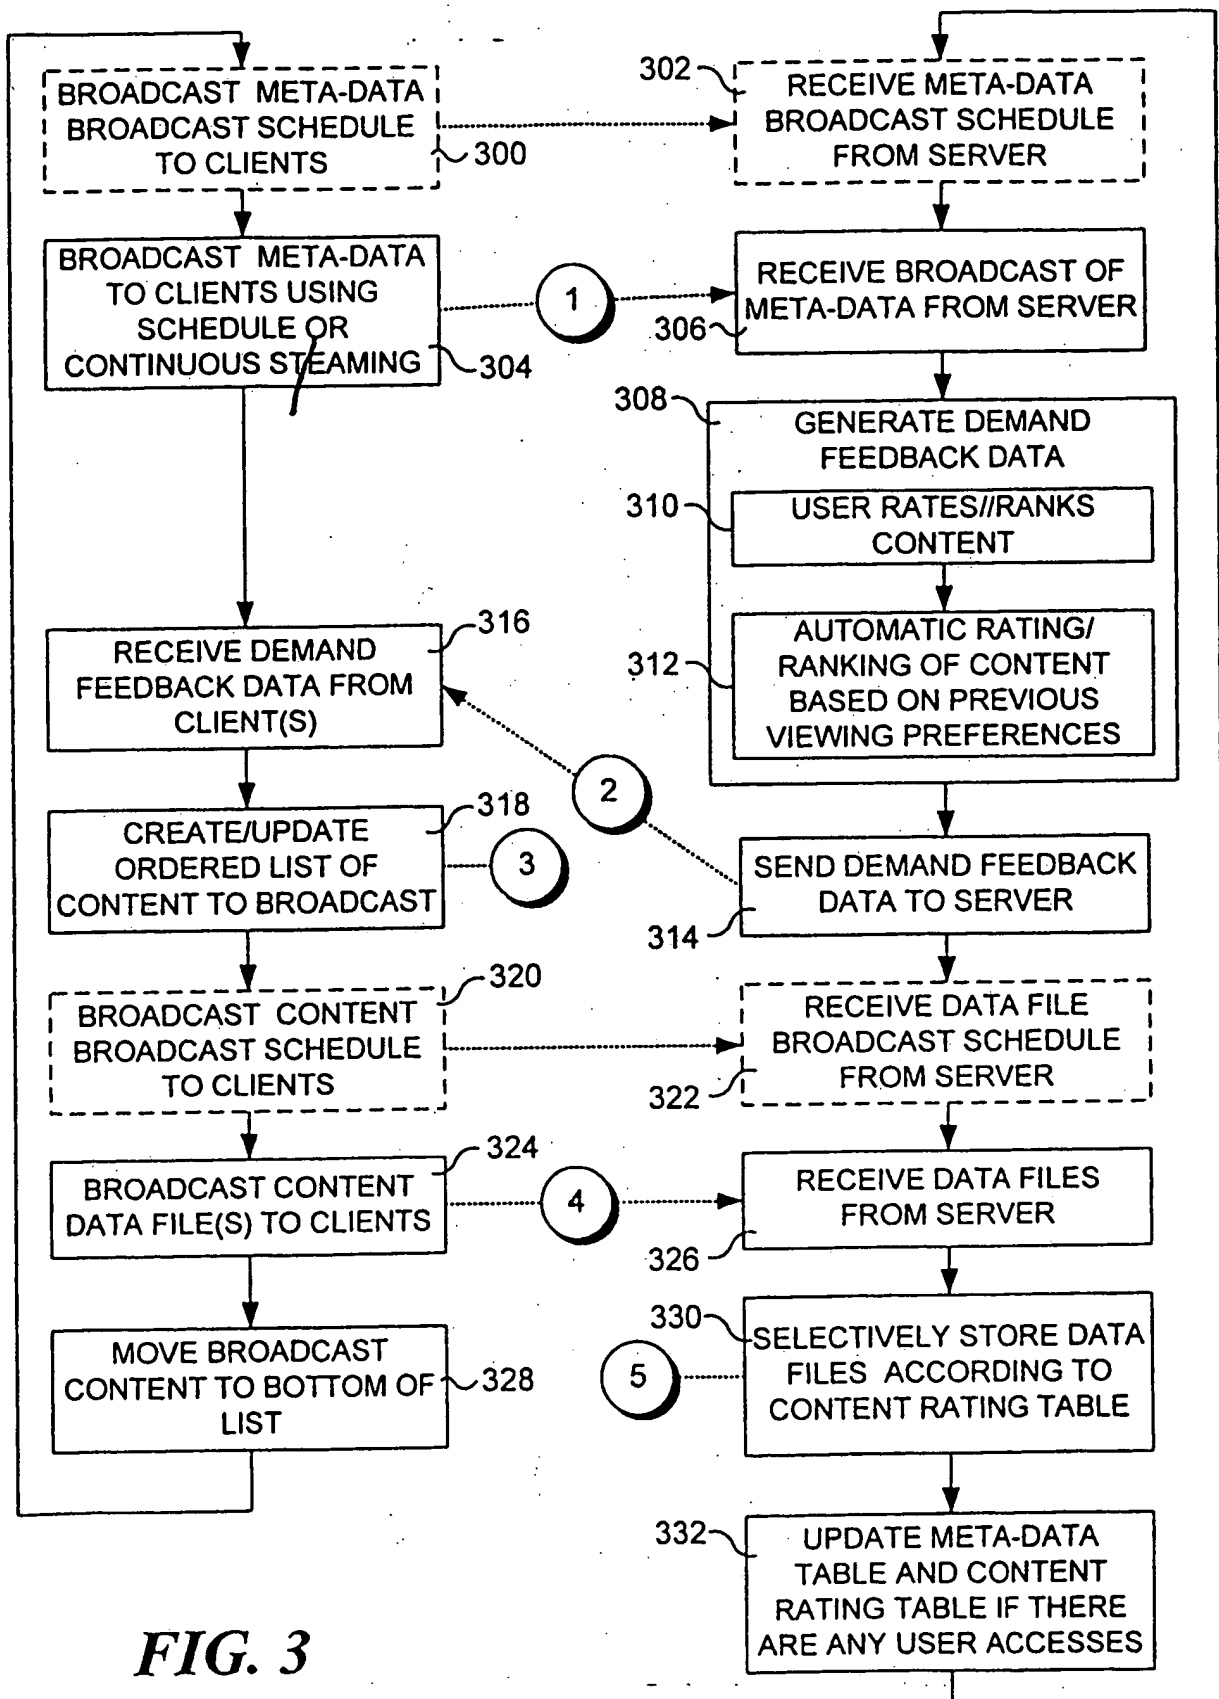 BROADCAST META-DATA
BROADCAST SCHEDULE
TO CLIENTS
300
302
RECEIVE META-DATA
BROADCAST SCHEDULE
FROM SERVER
BROADCAST META-DATA
TO CLIENTS USING
SCHEDULE OR
CONTINUOUS STEAMING
304
1
RECEIVE BROADCAST OF
META-DATA FROM SERVER
306
308
GENERATE DEMAND
FEEDBACK DATA
310
USER RATES//RANKS
CONTENT
312
AUTOMATIC RATING/
RANKING OF CONTENT
BASED ON PREVIOUS
VIEWING PREFERENCES
316
RECEIVE DEMAND
FEEDBACK DATA FROM
CLIENT(S)
2
318
CREATE/UPDATE
ORDERED LIST OF
CONTENT TO BROADCAST
3
SEND DEMAND FEEDBACK
DATA TO SERVER
314
320
BROADCAST CONTENT
BROADCAST SCHEDULE
TO CLIENTS
RECEIVE DATA FILE
BROADCAST SCHEDULE
FROM SERVER
322
324
BROADCAST CONTENT
DATA FILE(S) TO CLIENTS
4
RECEIVE DATA FILES
FROM SERVER
326
MOVE BROADCAST
CONTENT TO BOTTOM OF
LIST
328
330
SELECTIVELY STORE DATA
FILES ACCORDING TO
CONTENT RATING TABLE
5
332
UPDATE META-DATA
TABLE AND CONTENT
RATING TABLE IF THERE
ARE ANY USER ACCESSES
FIG. 3